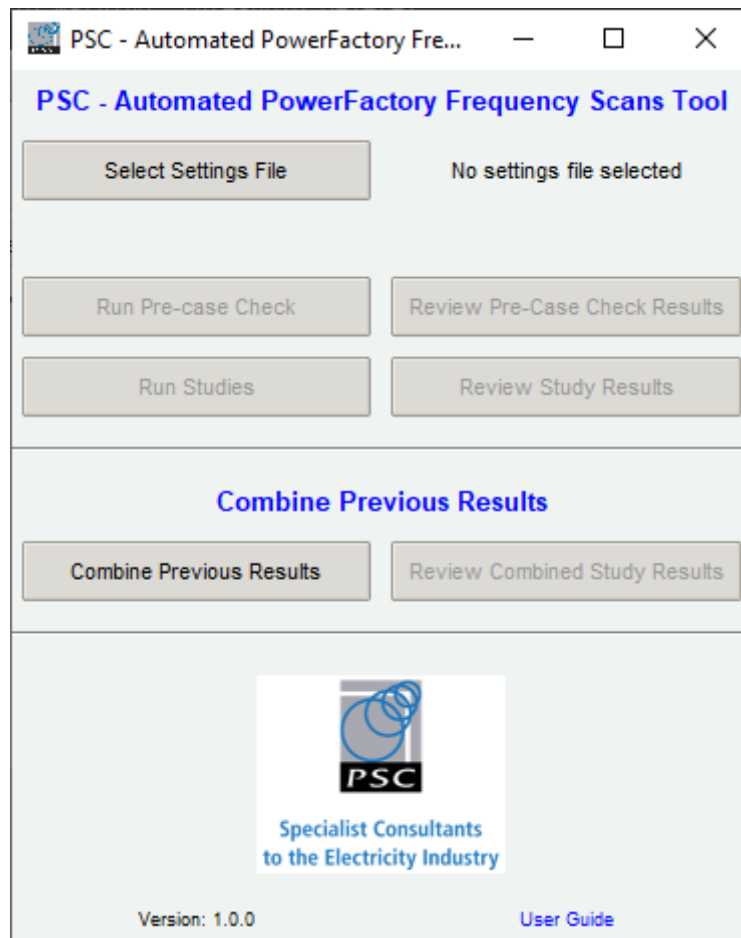 PSC - Automated PowerFactory Fre...
PSC - Automated PowerFactory Frequency Scans Tool
Select Settings File
No settings file selected
Run Pre-case Check
Review Pre-Case Check Results
Run Studies
Review Study Results
Combine Previous Results
Combine Previous Results
Review Combined Study Results
PSC
Specialist Consultants
to the Electricity Industry
Version: 1.0.0
User Guide